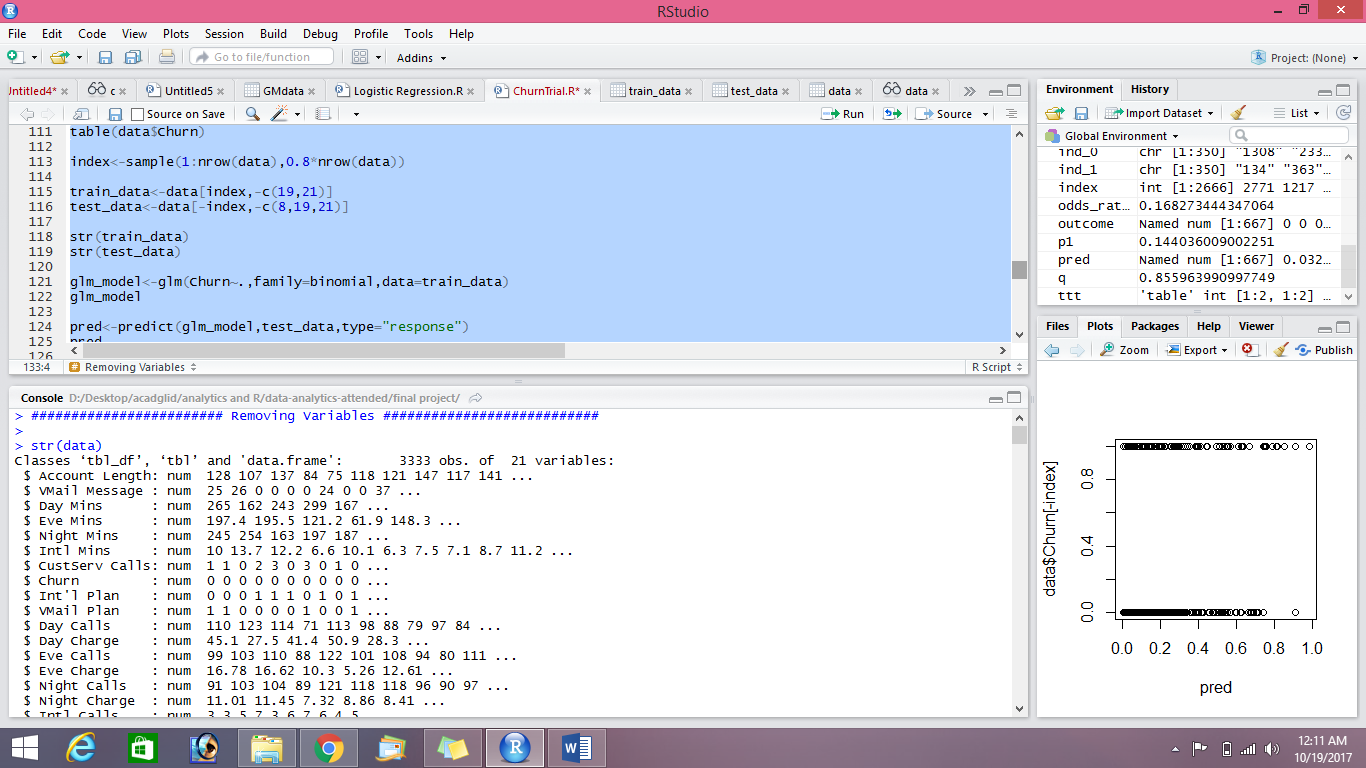 RStudio
File Edit Code View Plots Session Build Debug Profile Tools Help
Go to file/function Addins Project: (None)
Untitled4* c Untitled5 GMdata Logistic Regression.R ChurnTrial.R* train_data test_data data data
Source on Save Run Source
111 table(data$Churn)
112
113 index<-sample(1:nrow(data),0.8*nrow(data))
114
115 train_data<-data[index,-c(19,21)]
116 test_data<-data[-index,-c(8,19,21)]
117
118 str(train_data)
119 str(test_data)
120
121 glm_model<-glm(Churn~.,family=binomial,data=train_data)
122 glm_model
123
124 pred<-predict(glm_model,test_data,type="response")
125 pred
126
133:4 # Removing Variables R Script
Console D:/Desktop/acadglid/analytics and R/data-analytics-attended/final project/
> ######################## Removing Variables ###########################
>
> str(data)
Classes ‘tbl_df’, ‘tbl’ and 'data.frame': 3333 obs. of 21 variables:
$ Account Length: num 128 107 137 84 75 118 121 147 117 141 ...
$ VMail Message : num 25 26 0 0 0 0 24 0 0 37 ...
$ Day Mins : num 265 162 243 299 167 ...
$ Eve Mins : num 197.4 195.5 121.2 61.9 148.3 ...
$ Night Mins : num 245 254 163 197 187 ...
$ Intl Mins : num 10 13.7 12.2 6.6 10.1 6.3 7.5 7.1 8.7 11.2 ...
$ CustServ Calls: num 1 1 0 2 3 0 3 0 1 0 ...
$ Churn : num 0 0 0 0 0 0 0 0 0 0 ...
$ Int'l Plan : num 0 0 0 1 1 1 0 1 0 1 ...
$ VMail Plan : num 1 1 0 0 0 0 1 0 0 1 ...
$ Day Calls : num 110 123 114 71 113 98 88 79 97 84 ...
$ Day Charge : num 45.1 27.5 41.4 50.9 28.3 ...
$ Eve Calls : num 99 103 110 88 122 101 108 94 80 111 ...
$ Eve Charge : num 16.78 16.62 10.3 5.26 12.61 ...
$ Night Calls : num 91 103 104 89 121 118 118 96 90 97 ...
$ Night Charge : num 11.01 11.45 7.32 8.86 8.41 ...
$ Intl Calls : num 3 3 5 7 3 6 7 6 4 5
Environment History
Import Dataset List
Global Environment
ind_0 chr [1:350] "1308" "233…
ind_1 chr [1:350] "134" "363"…
index int [1:2666] 2771 1217 …
odds_rat… 0.168273444347064
outcome Named num [1:667] 0 0 0…
p1 0.144036009002251
pred Named num [1:667] 0.032…
q 0.855963990997749
ttt 'table' int [1:2, 1:2] …
Files Plots Packages Help Viewer
Zoom Export Publish
data$Churn[-index]
0.8
0.4
0.0
0.0 0.2 0.4 0.6 0.8 1.0
pred
12:11 AM
10/19/2017